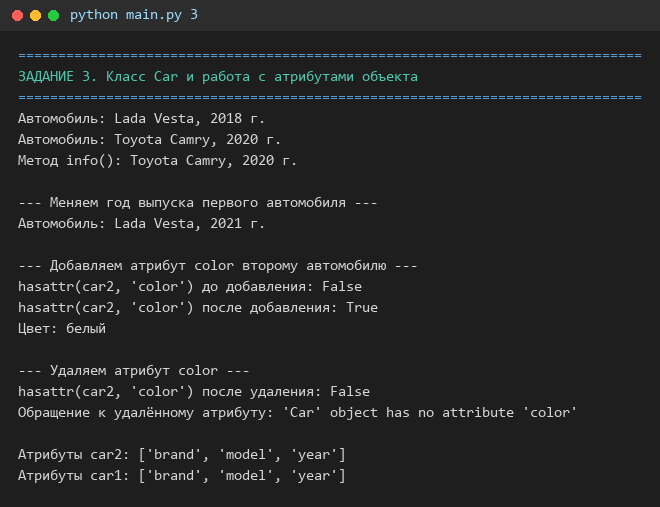 python main.py 3
==============================================================================
ЗАДАНИЕ 3. Класс Car и работа с атрибутами объекта
==============================================================================
Автомобиль: Lada Vesta, 2018 г.
Автомобиль: Toyota Camry, 2020 г.
Метод info(): Toyota Camry, 2020 г.
--- Меняем год выпуска первого автомобиля ---
Автомобиль: Lada Vesta, 2021 г.
--- Добавляем атрибут color второму автомобилю ---
hasattr(car2, 'color') до добавления: False
hasattr(car2, 'color') после добавления: True
Цвет: белый
--- Удаляем атрибут color ---
hasattr(car2, 'color') после удаления: False
Обращение к удалённому атрибуту: 'Car' object has no attribute 'color'
Атрибуты car2: ['brand', 'model', 'year']
Атрибуты car1: ['brand', 'model', 'year']